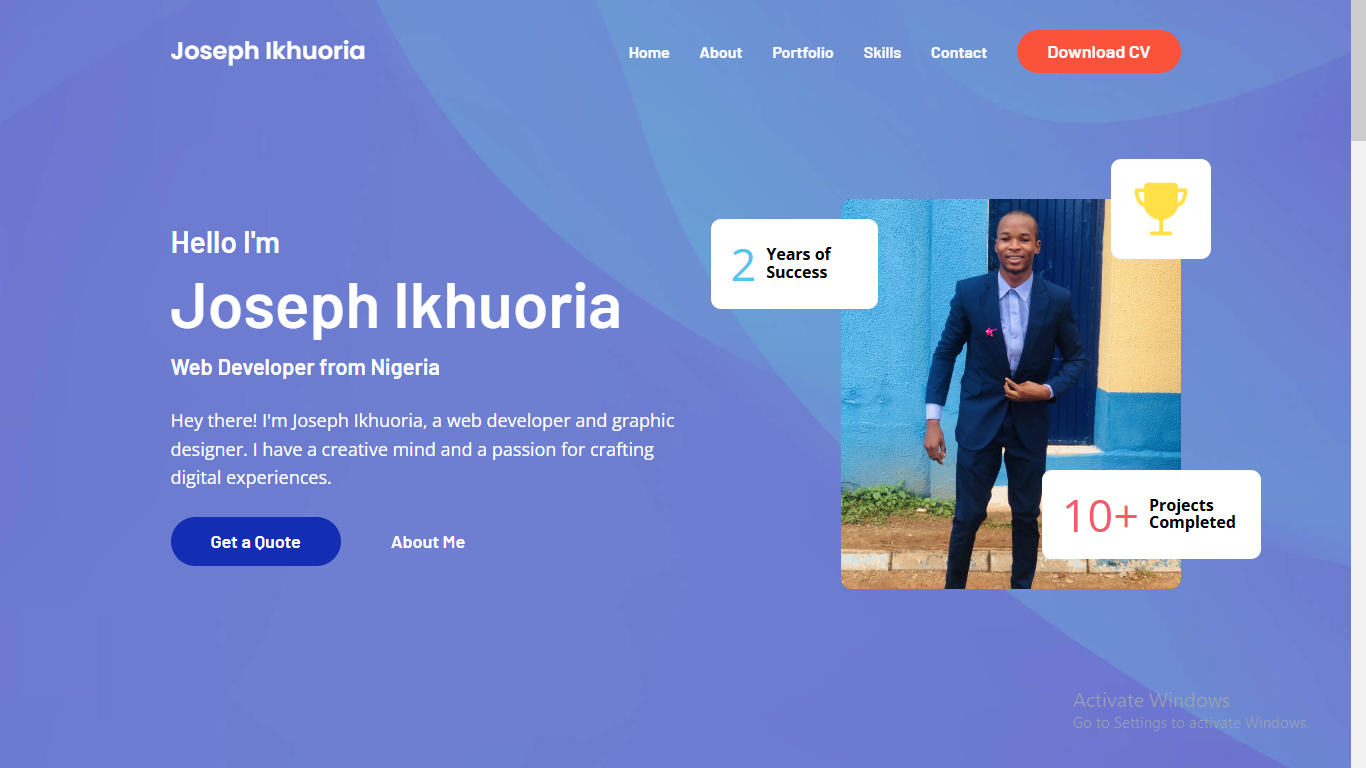 Joseph Ikhuoria
Home About Portfolio Skills Contact Download CV
Hello I'm
Joseph Ikhuoria
Web Developer from Nigeria
Hey there! I'm Joseph Ikhuoria, a web developer and graphic
designer. I have a creative mind and a passion for crafting
digital experiences.
Get a Quote About Me
2 Years of
Success
10+ Projects
Completed
Activate Windows
Go to Settings to activate Windows.